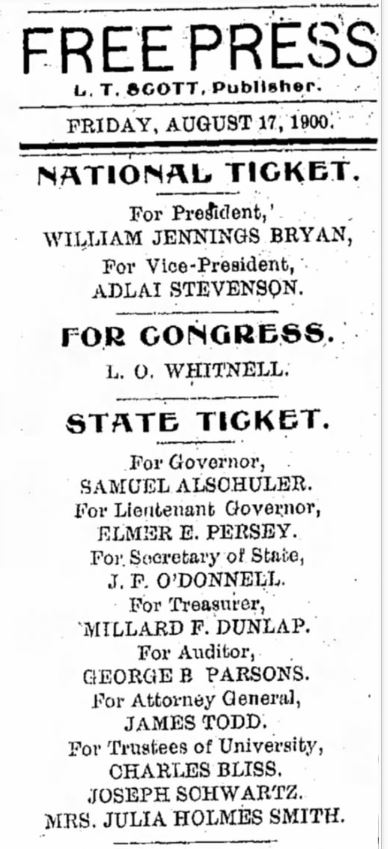 FREE PRESS
L. T. SCOTT, Publisher.
FRIDAY, AUGUST 17, 1900.
NATIONAL TICKET.
For President,
WILLIAM JENNINGS BRYAN,
For Vice-President,
ADLAI STEVENSON.
FOR CONGRESS.
L. O. WHITNELL.
STATE TICKET.
For Governor,
SAMUEL ALSCHULER.
For Lieutenant Governor,
ELMER E. PERSEY.
For Secretary of State,
J. F. O'DONNELL.
For Treasurer,
MILLARD F. DUNLAP.
For Auditor,
GEORGE B PARSONS.
For Attorney General,
JAMES TODD.
For Trustees of University,
CHARLES BLISS.
JOSEPH SCHWARTZ.
MRS. JULIA HOLMES SMITH.